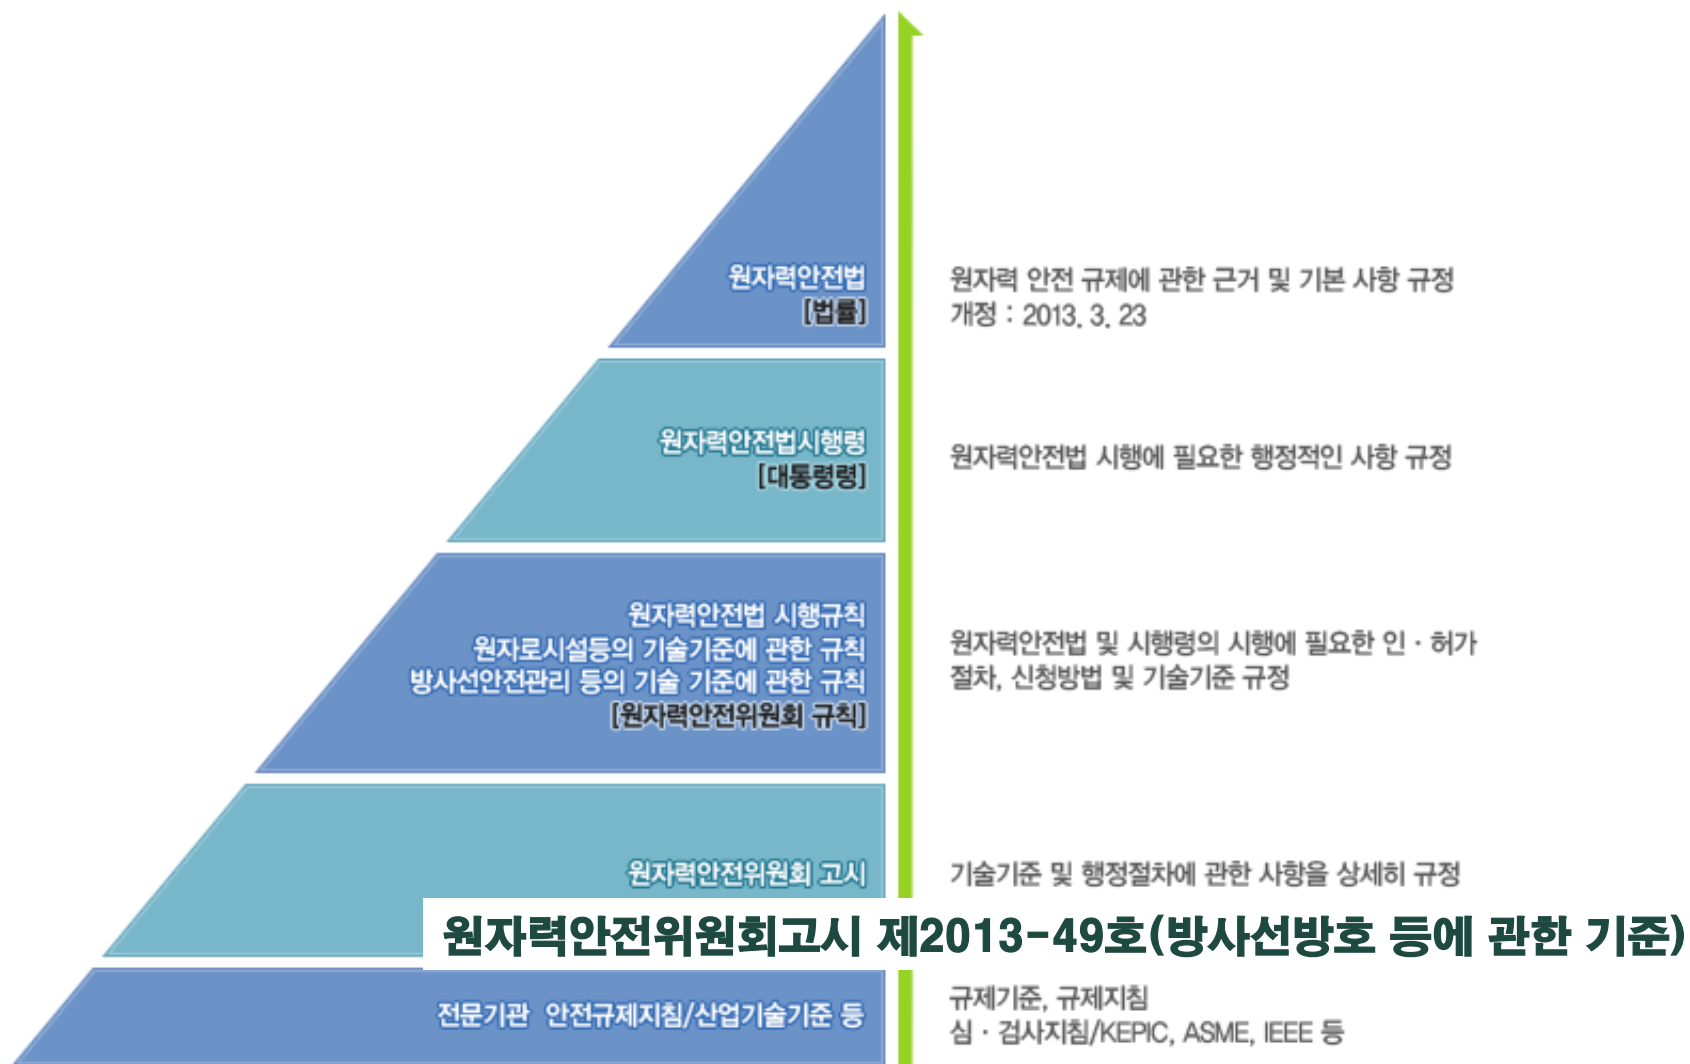 원자력안전법
[법률]
원자력 안전 규제에 관한 근거 및 기본 사항 규정
개정 : 2013. 3. 23
원자력안전법시행령
[대통령령]
원자력안전법 시행에 필요한 행정적인 사항 규정
원자력안전법 시행규칙
원자로시설등의 기술기준에 관한 규칙
방사선안전관리 등의 기술 기준에 관한 규칙
[원자력안전위원회 규칙]
원자력안전법 및 시행령의 시행에 필요한 인 · 허가
절차, 신청방법 및 기술기준 규정
원자력안전위원회 고시
기술기준 및 행정절차에 관한 사항을 상세히 규정
원자력안전위원회고시 제2013-49호(방사선방호 등에 관한 기준)
전문기관 안전규제지침/산업기술기준 등
규제기준, 규제지침
심 · 검사지침/KEPIC, ASME, IEEE 등